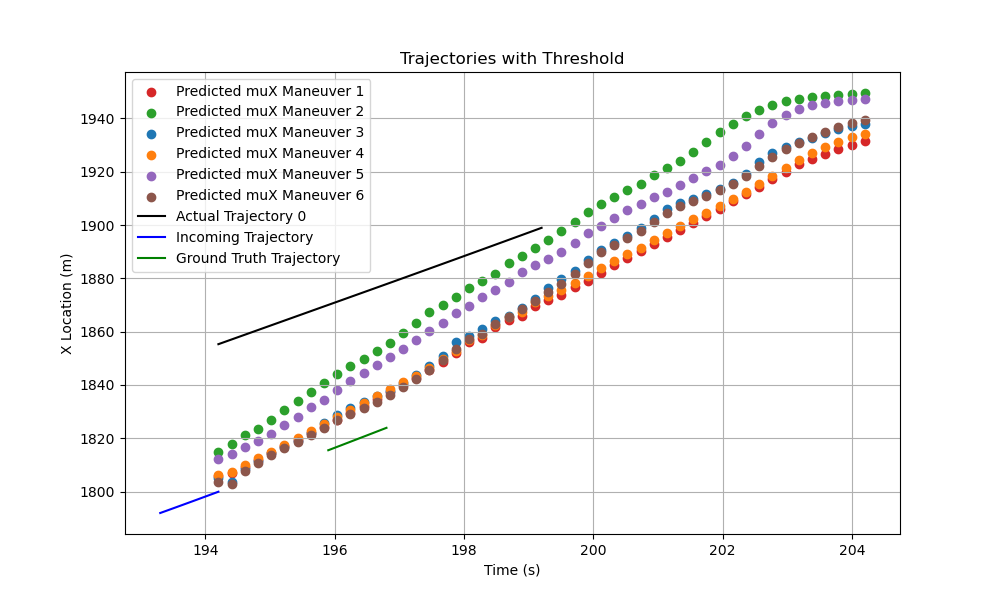 Trajectories with Threshold
Predicted muX Maneuver 1
Predicted muX Maneuver 2
Predicted muX Maneuver 3
Predicted muX Maneuver 4
Predicted muX Maneuver 5
Predicted muX Maneuver 6
Actual Trajectory 0
Incoming Trajectory
Ground Truth Trajectory
X Location (m)
1940
1920
1900
1880
1860
1840
1820
1800
194 196 198 200 202 204
Time (s)